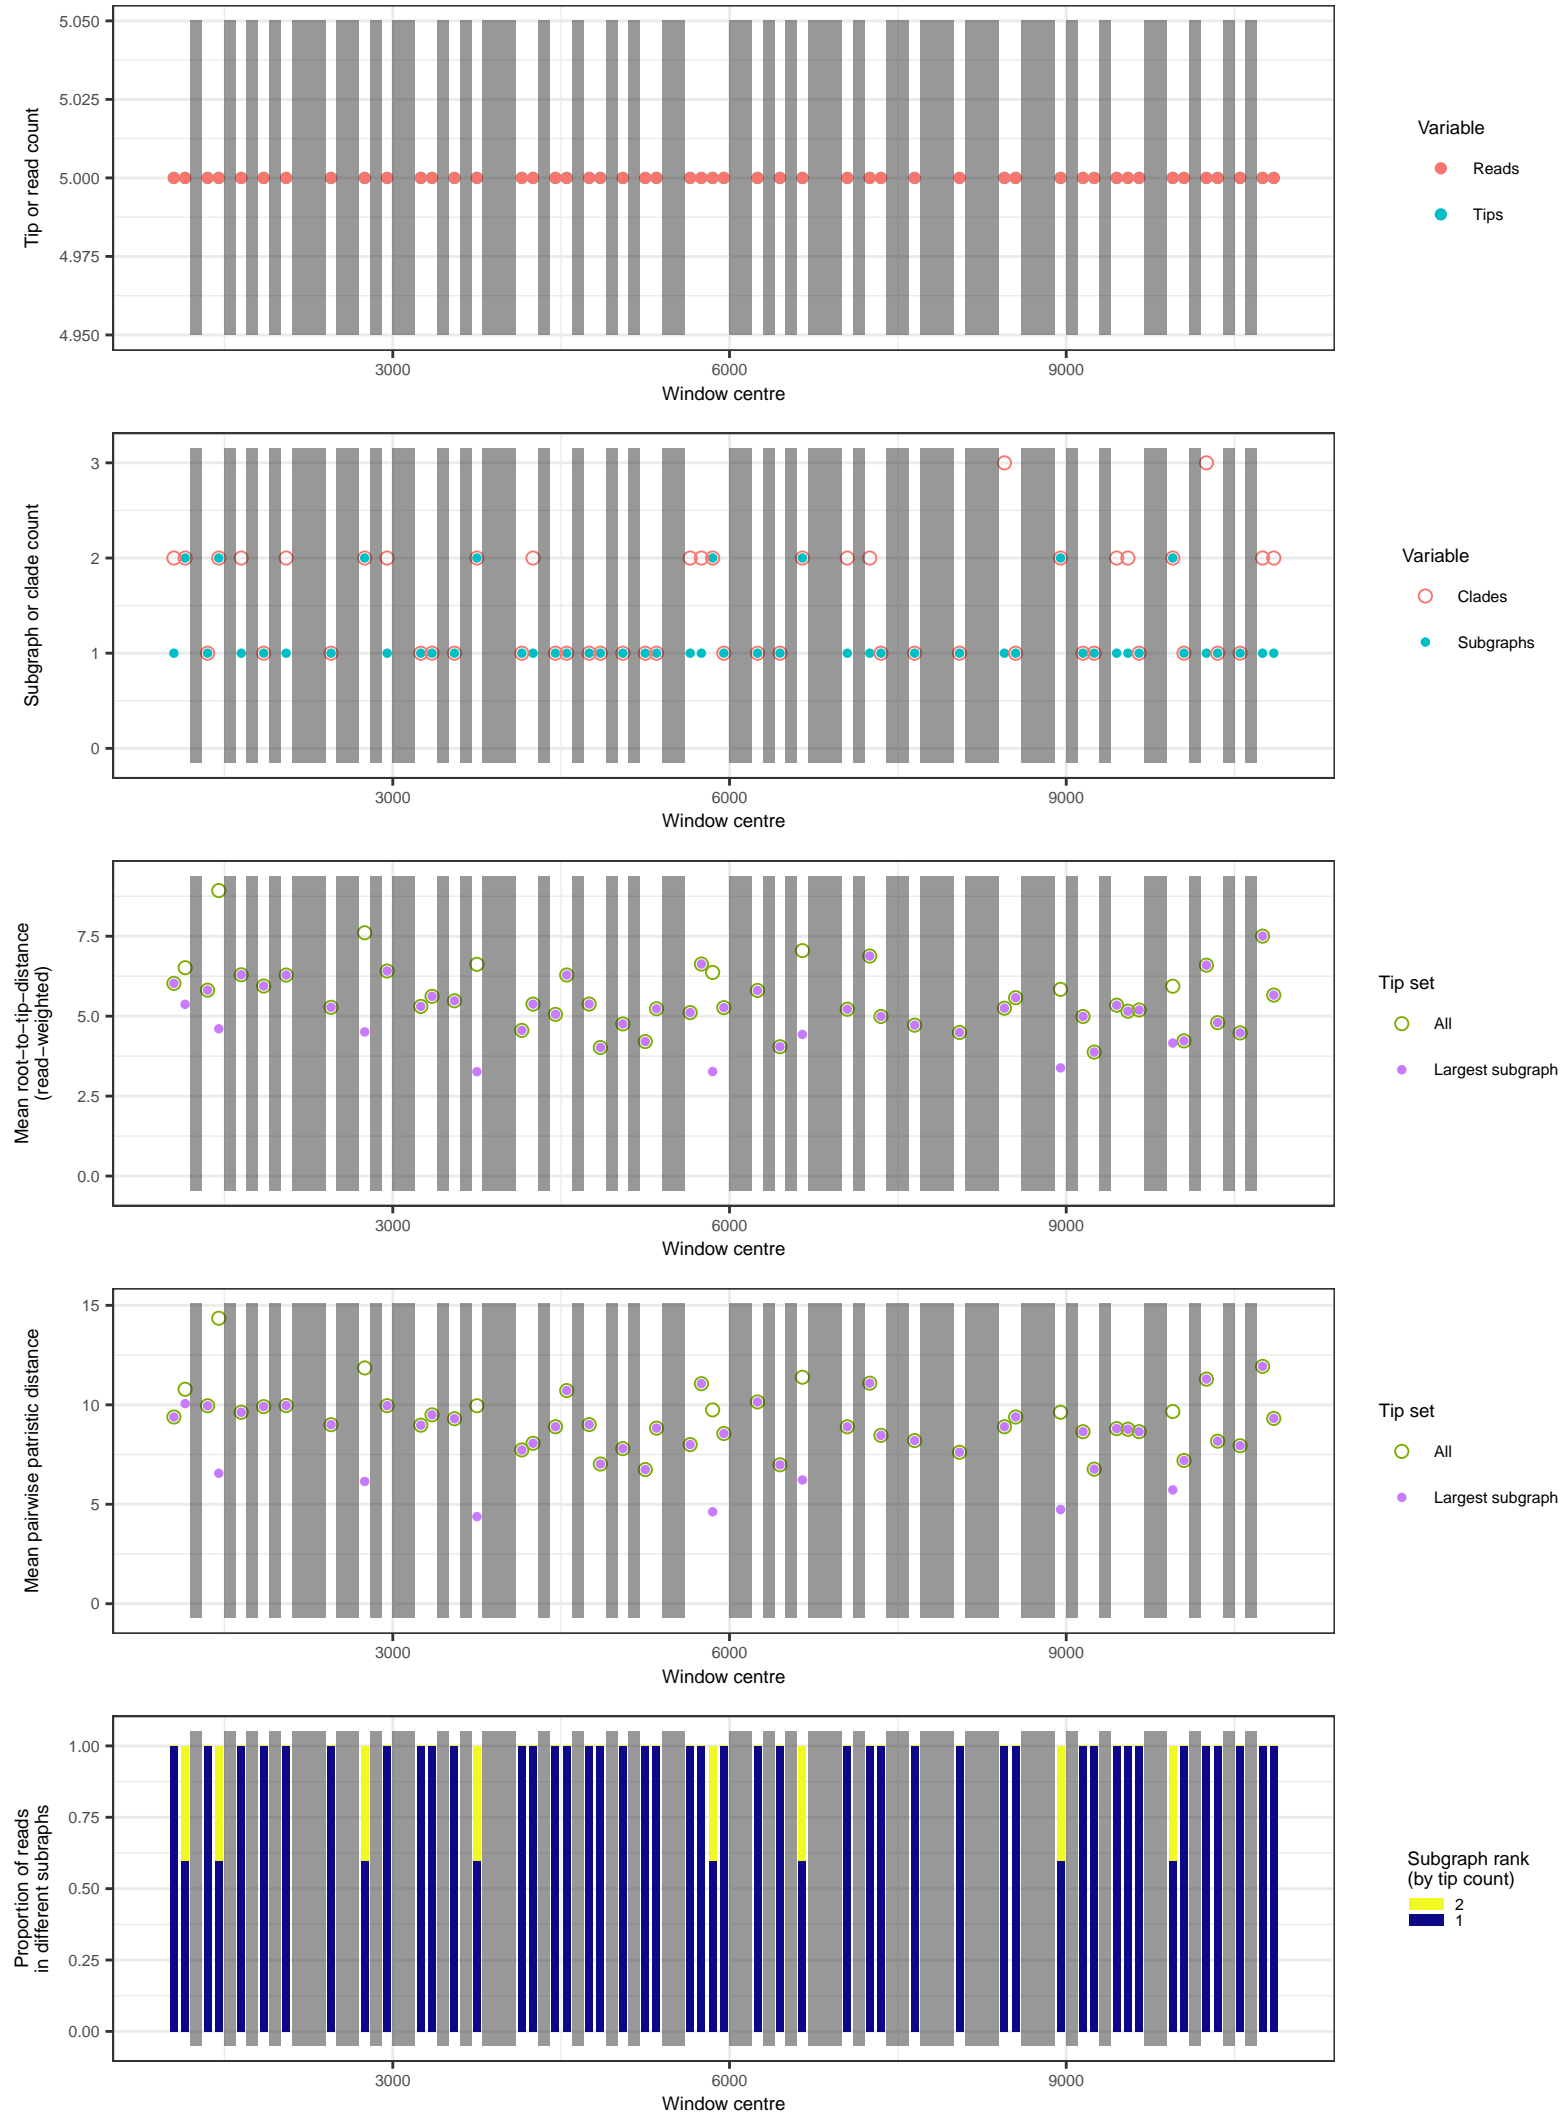 5.050
5.025
5.000
4.975
4.950
Tip or read count
3000
6000
9000
Window centre
Variable
Reads
Tips
3
2
1
0
Subgraph or clade count
3000
6000
9000
Window centre
Variable
Clades
Subgraphs
7.5
5.0
2.5
0.0
Mean root−to−tip−distance
(read−weighted)
3000
6000
9000
Window centre
Tip set
All
Largest subgraph
15
10
5
0
Mean pairwise patristic distance
3000
6000
9000
Window centre
Tip set
All
Largest subgraph
1.00
0.75
0.50
0.25
0.00
Proportion of reads
in different subraphs
3000
6000
9000
Window centre
Subgraph rank
(by tip count)
2
1